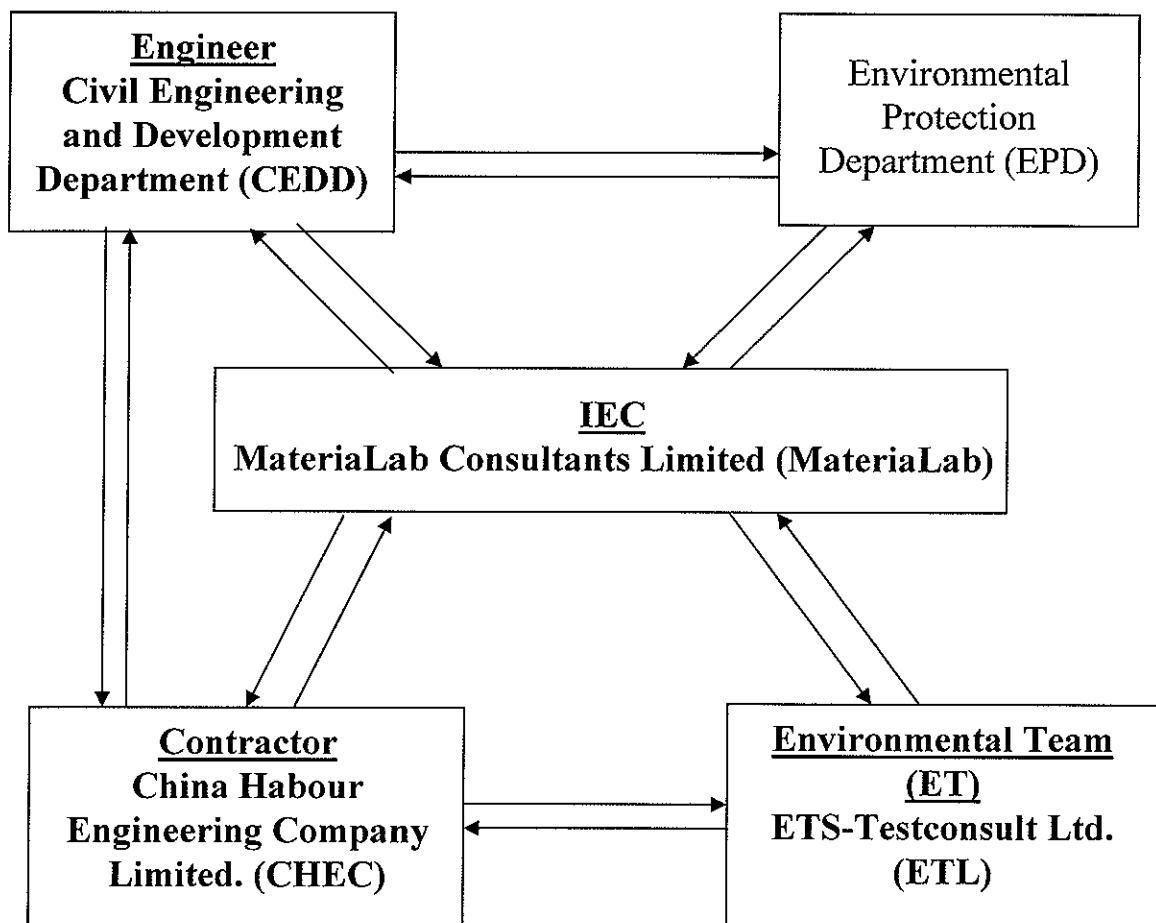 Engineer
Civil Engineering
and Development
Department (CEDD)
Environmental
Protection
Department (EPD)
IEC
MateriaLab Consultants Limited (MateriaLab)
Contractor
China Habour
Engineering Company
Limited. (CHEC)
Environmental Team
(ET)
ETS-Testconsult Ltd.
(ETL)